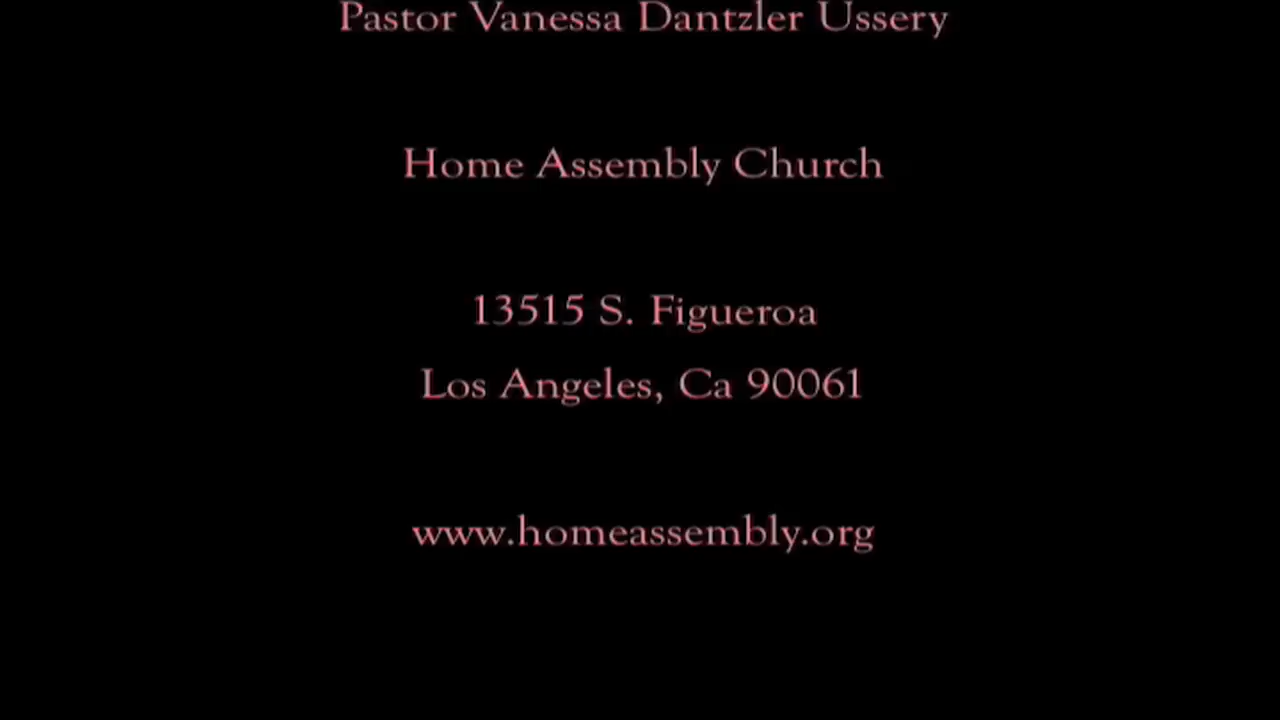 Pastor Vanessa Dantzler Ussery
Home Assembly Church
13515 S. Figueroa
Los Angeles, Ca 90061
www.homeassembly.org